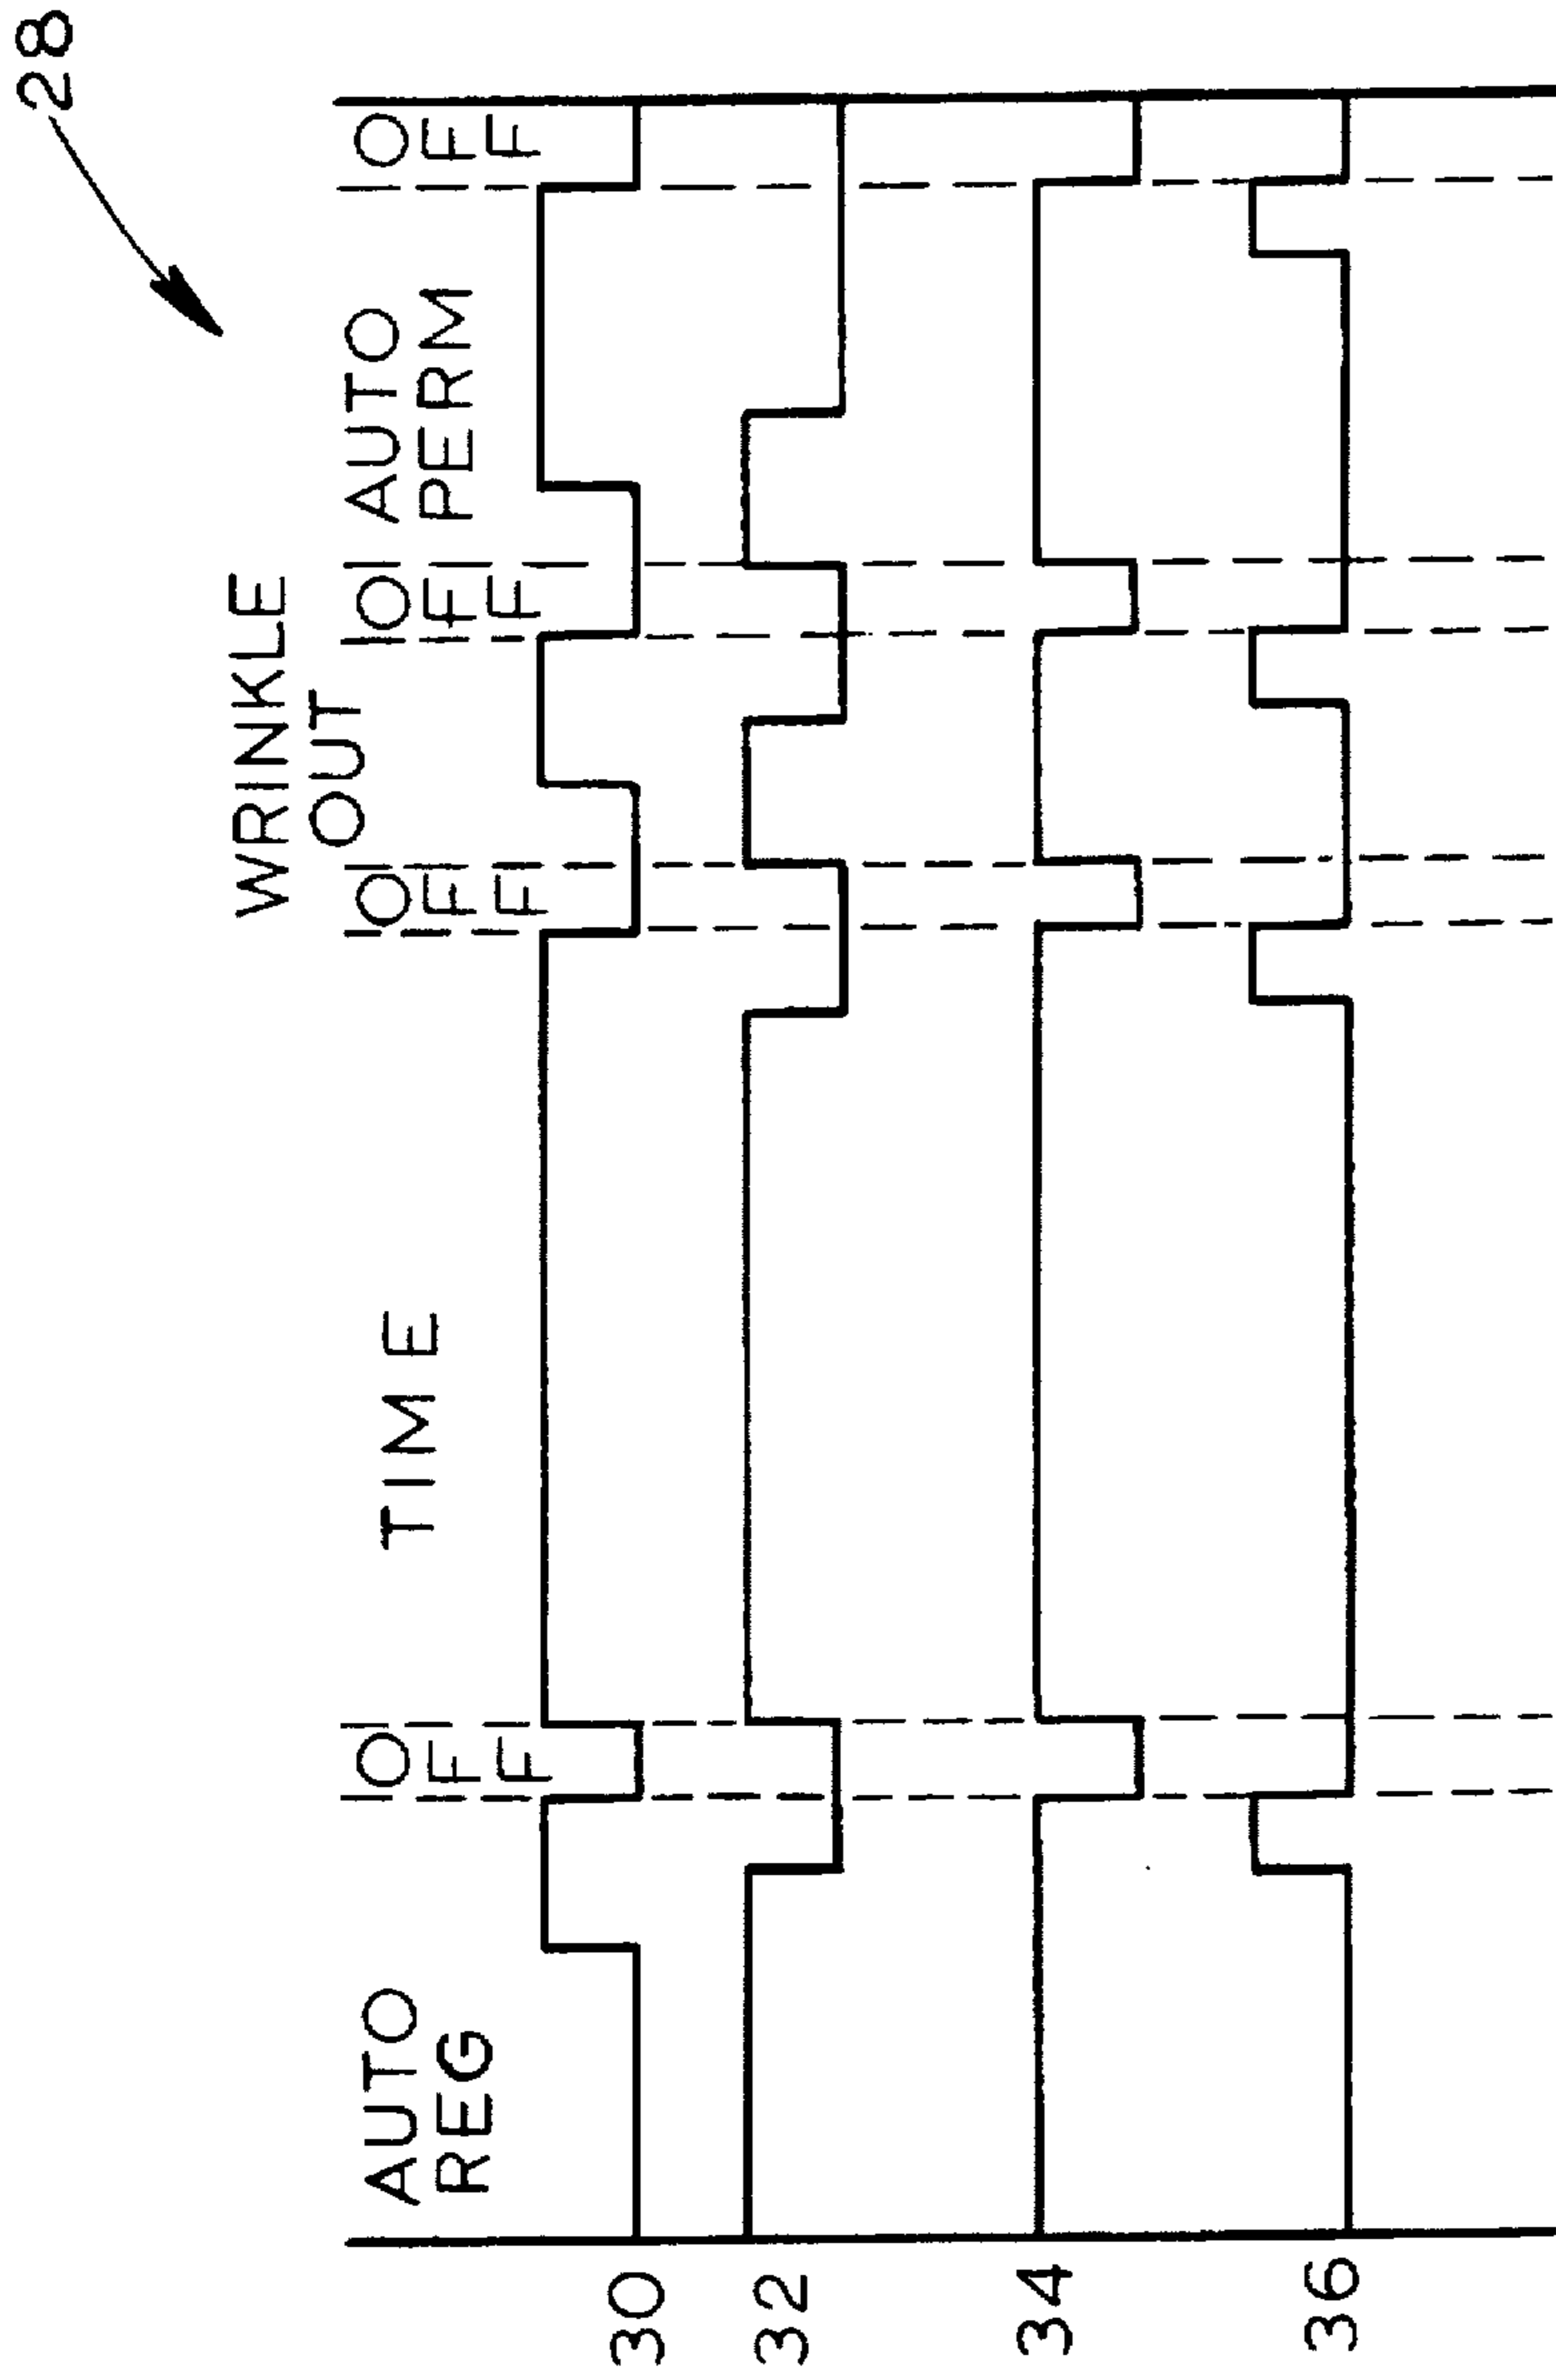 28
WRINKLE
OUT
AUTO
REG
OFF
TIME
OFF
OFF
AUTO
PERM
OFF
30
32
34
36